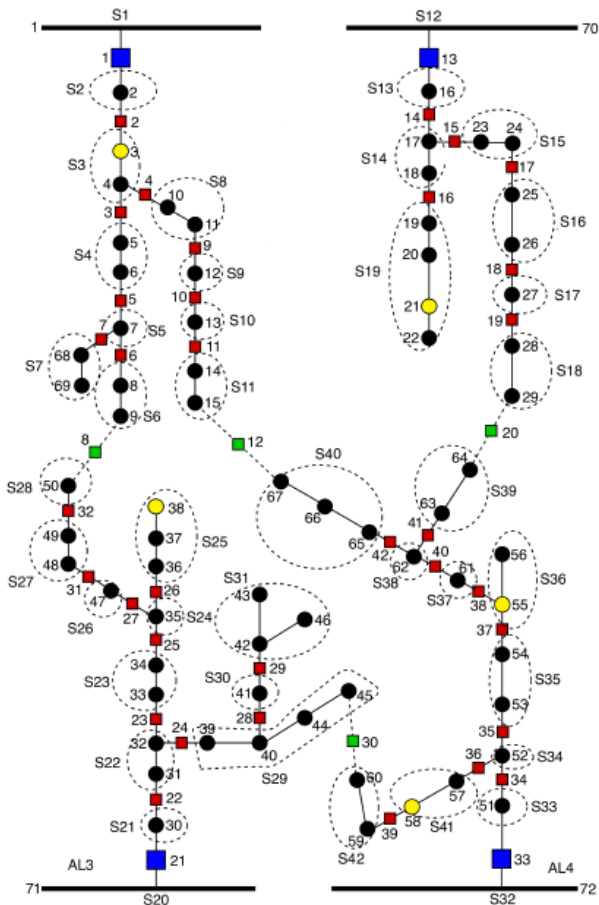 S1 S12
1 70
1 13
S2 2 S13 16
2 14 15 23 24
3 17 S15
S3 S14 17
4 4 10 S8 18
3 11 16 25
5 9 19 S16
S4 12 S9 20 26
6 10 S19 18
5 13 S10 21 27 S17
7 7 S5 11 22 19
68 6 14 28
S7 8 S11 S18
69 9 S6 15 29
8 12 S40 64 20
S28 50 67 63 S39
32 38 66 41
49 37 S25 65 42 62 40 56
48 36 S31 S38 61 S36
S27 31 26 43 S37 38 55
47 27 S24 46 37
S26 35 42 54
25 29
34 S30 S35
S23 33 41 45 53
23 24 39 28 44 35
32 40 36 52 S34
S22 S29 30 34
31 60 57
22 58 51 S33
S21 30 59 39 S41
21 S42 33
AL3 AL4
71 72
S20 S32